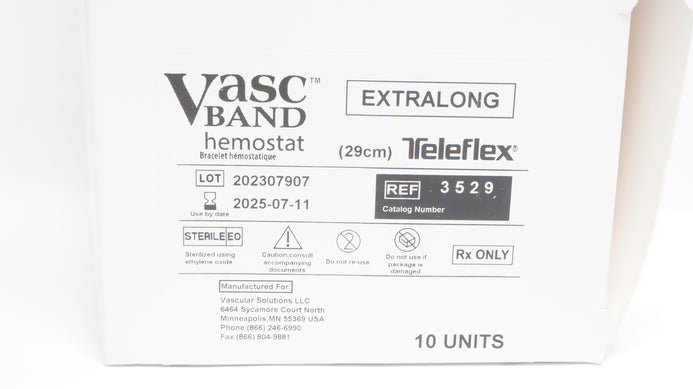 Vasc™
BAND
hemostat
Bracelet hémostatique
EXTRALONG
(29cm) Teleflex®
LOT 202307907
2025-07-11
Use by date
REF 3529
Catalog Number
STERILE EO
Sterilized using
ethylene oxide
Caution,consult
accompanying
documents
2
Do not re-use
Do not use if
package is
damaged
Rx ONLY
Manufactured For:
Vascular Solutions LLC
6464 Sycamore Court North
Minneapolis,MN 55369 USA
Phone:(866) 246-6990
Fax:(866) 804-9881
10 UNITS